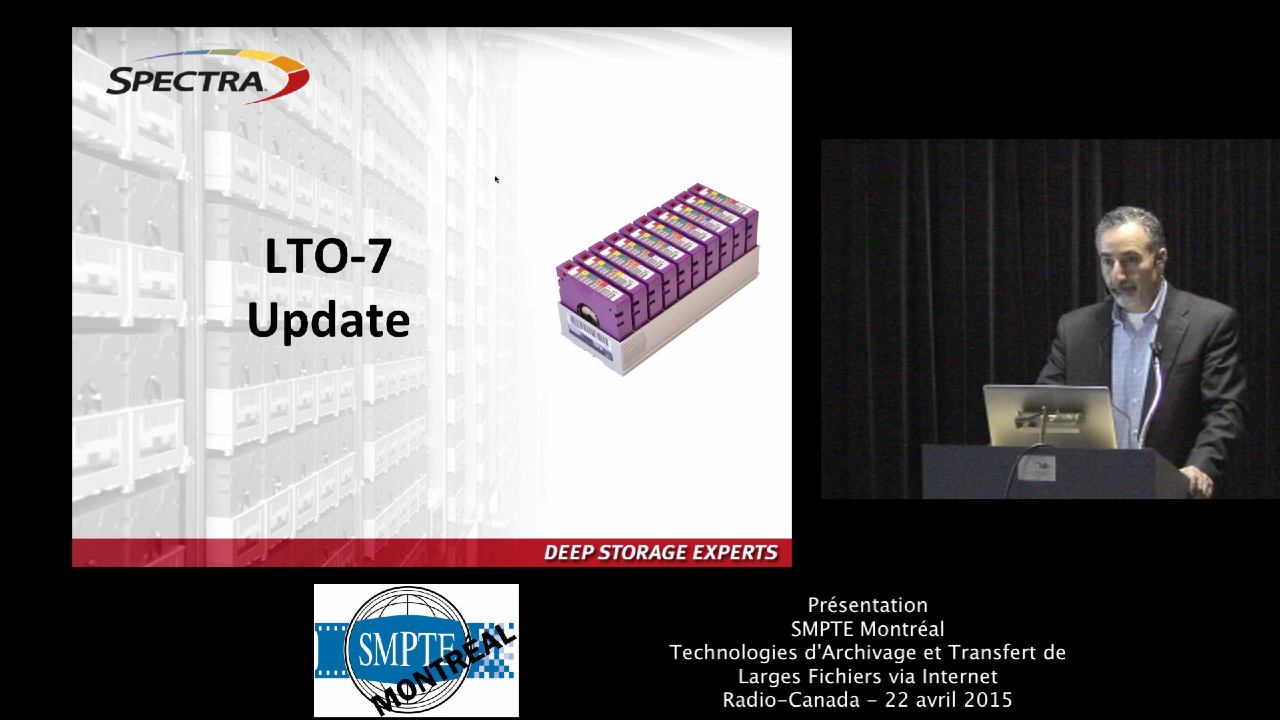 SPECTRA
LTO-7
Update
DEEP STORAGE EXPERTS
SMPTE
MONTRÉAL
Présentation
SMPTE Montréal
Technologies d'Archivage et Transfert de
Larges Fichiers via Internet
Radio-Canada - 22 avril 2015